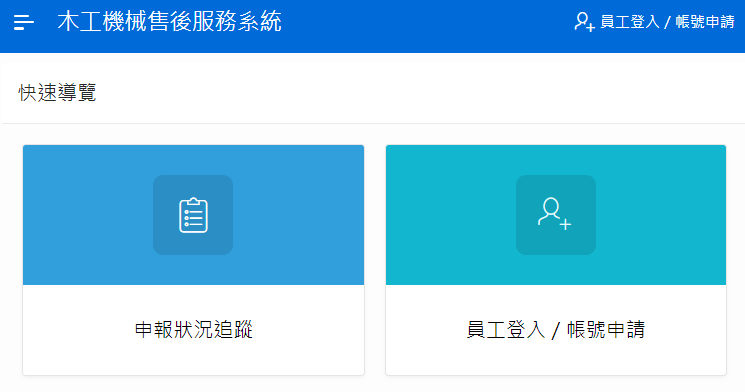 木工機械售後服務系統
員工登入 / 帳號申請
快速導覽
申報狀況追蹤
員工登入 / 帳號申請